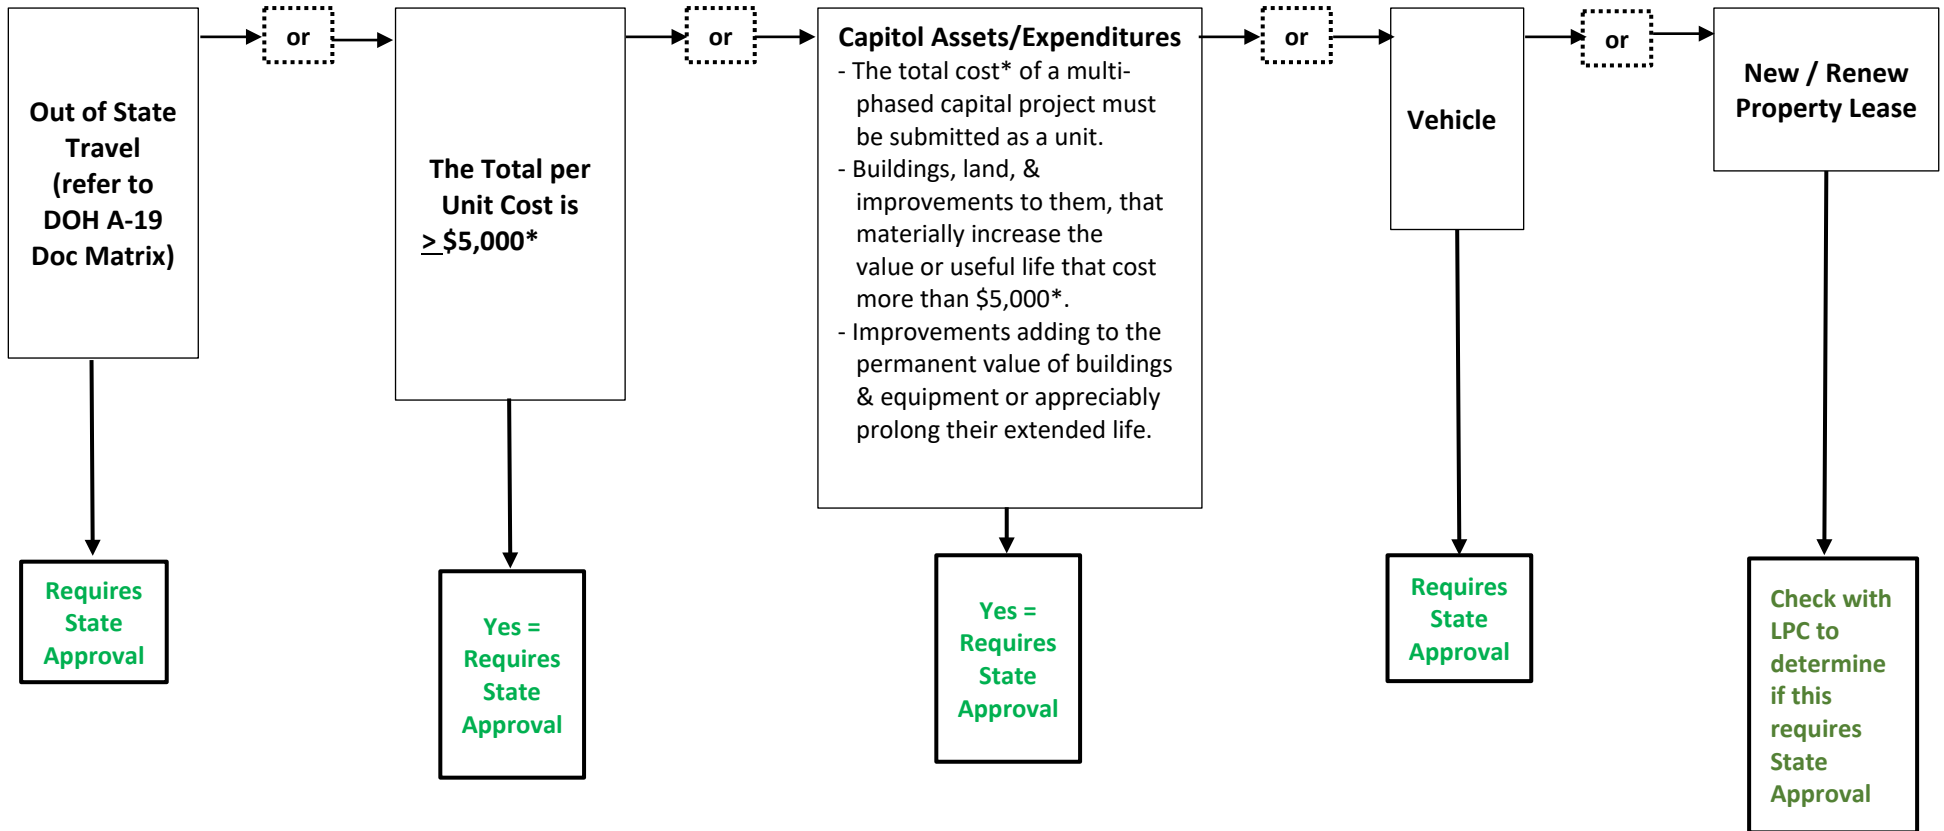 Out of State
Travel
(refer to
DOH A-19
Doc Matrix)
or
The Total per
Unit Cost is
> $5,000*
or
Capitol Assets/Expenditures
- The total cost* of a multi-
phased capital project must
be submitted as a unit.
- Buildings, land, &
improvements to them, that
materially increase the
value or useful life that cost
more than $5,000*.
- Improvements adding to the
permanent value of buildings
& equipment or appreciably
prolong their extended life.
or
Vehicle
or
New / Renew
Property Lease
Requires
State
Approval
Yes =
Requires
State
Approval
Yes =
Requires
State
Approval
Requires
State
Approval
Check with
LPC to
determine
if this
requires
State
Approval